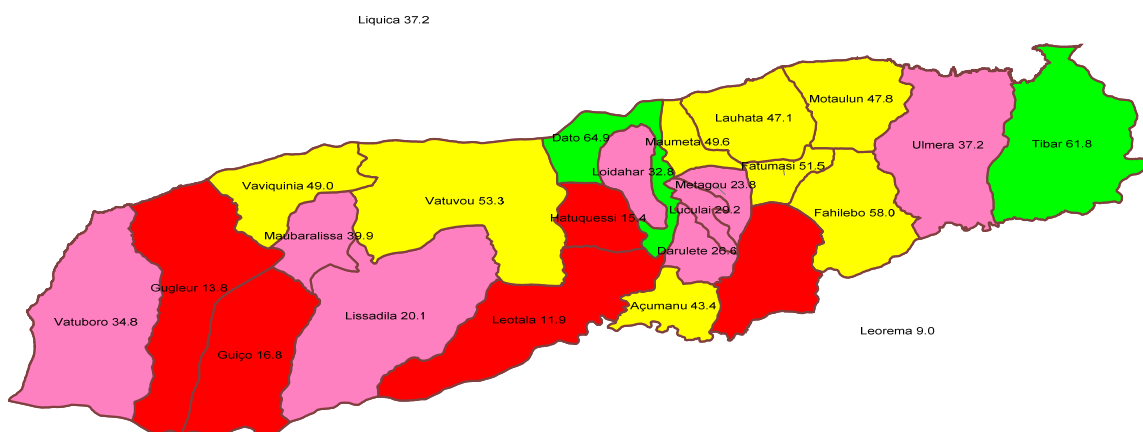 Liquica 37.2
Motaulun 47.8
Lauhata 47.1
Dato 64.9
Maumeta 49.6
Ulmera 37.2
Tibar 61.8
Fatumasi 51.5
Loidahar 32.8
Vaviquinia 49.0
Metagou 23.8
Vatuvou 53.3
Luculai 29.2
Fahilebo 58.0
Hatuquessi 15.4
Maubaralissa 39.9
Darulete 26.6
Gugleur 13.8
Açumanu 43.4
Lissadila 20.1
Leotala 11.9
Vatuboro 34.8
Leorema 9.0
Guiço 16.8